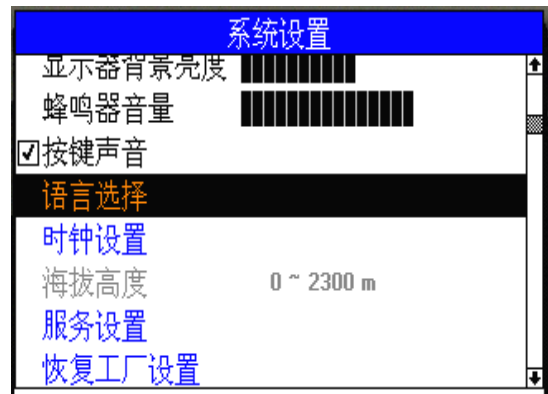 系统设置
显示器背景亮度
蜂鸣器音量
按键声音
语言选择
时钟设置
海拔高度 0 ~ 2300 m
服务设置
恢复工厂设置